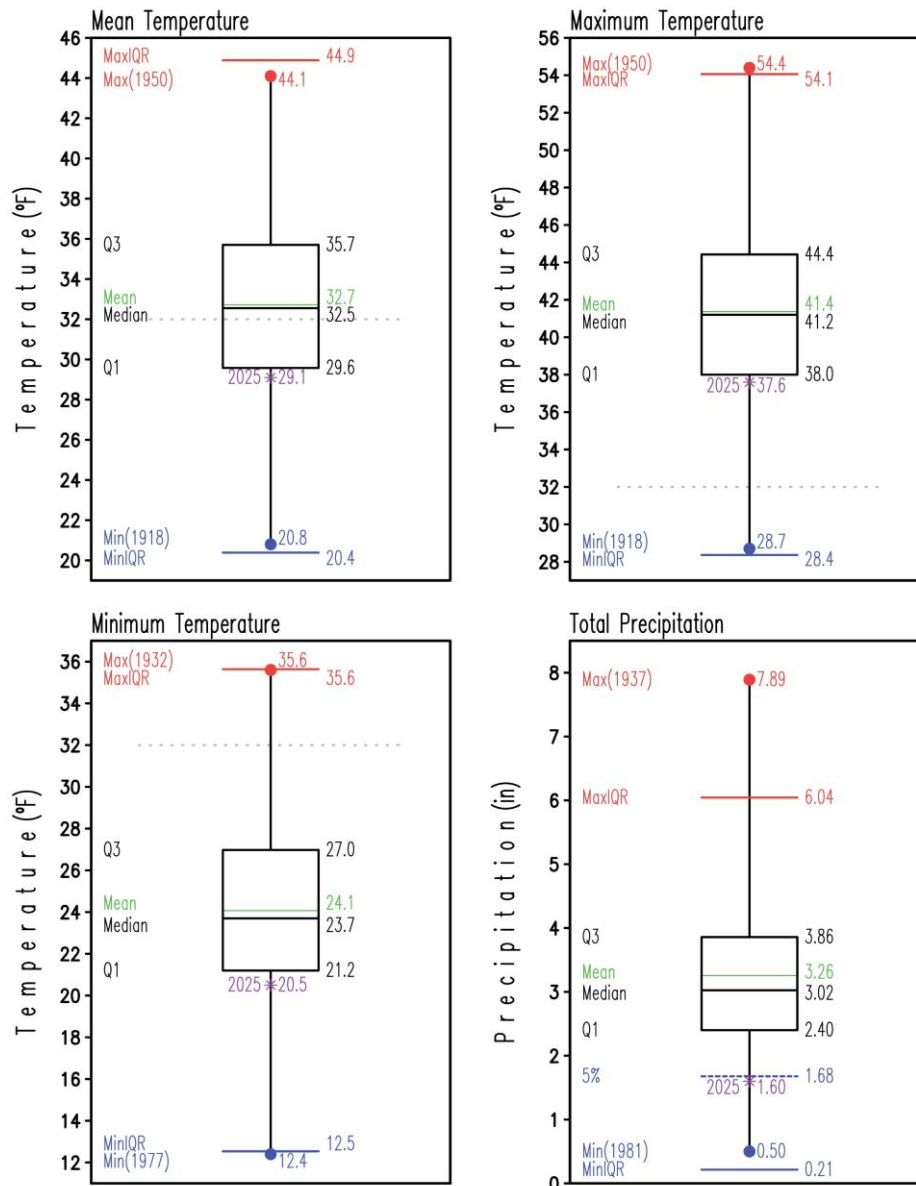 Mean Temperature
Temperature (°F)
46
44
42
40
38
36
34
32
30
28
26
24
22
20
MaxIQR 44.9
Max(1950) 44.1
Q3 35.7
Mean 32.7
Median 32.5
Q1 29.6
2025 * 29.1
Min(1918) 20.8
MinIQR 20.4
Maximum Temperature
Temperature (°F)
56
54
52
50
48
46
44
42
40
38
36
34
32
30
28
Max(1950) 54.4
MaxIQR 54.1
Q3 44.4
Mean 41.4
Median 41.2
Q1 38.0
2025 * 37.6
Min(1918) 28.7
MinIQR 28.4
Minimum Temperature
Temperature (°F)
36
34
32
30
28
26
24
22
20
18
16
14
12
Max(1932) 35.6
MaxIQR 35.6
Q3 27.0
Mean 24.1
Median 23.7
Q1 21.2
2025 * 20.5
MinIQR 12.5
Min(1977) 12.4
Total Precipitation
Precipitation (in)
8
7
6
5
4
3
2
1
0
Max(1937) 7.89
MaxIQR 6.04
Q3 3.86
Mean 3.26
Median 3.02
Q1 2.40
5% 1.68
2025 * 1.60
Min(1981) 0.50
MinIQR 0.21